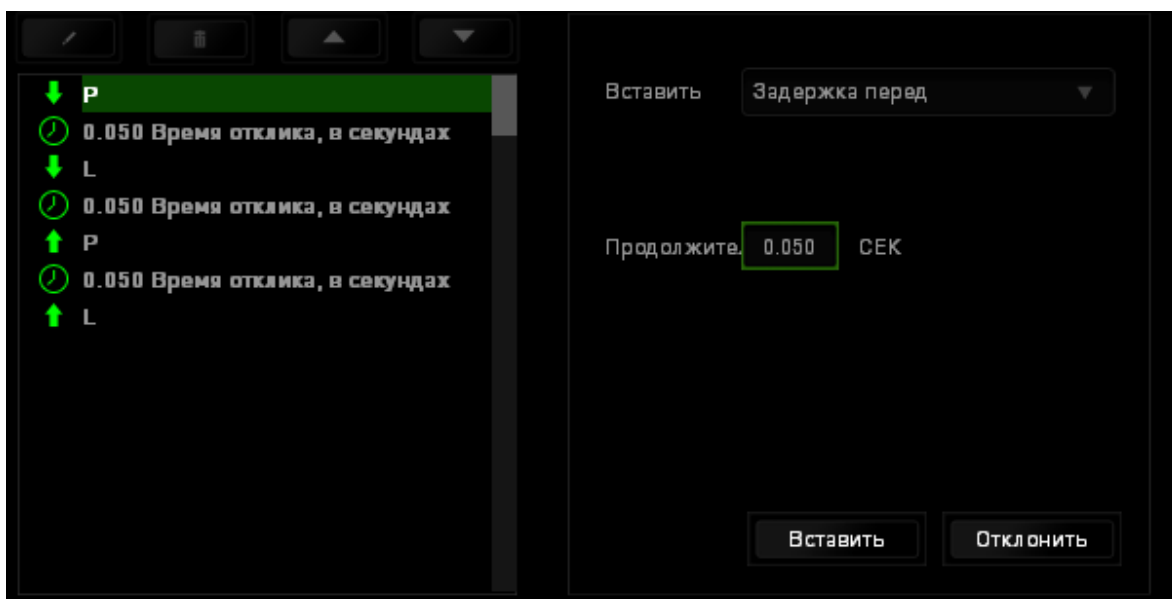 P
0.050 Время отклика, в секундах
L
0.050 Время отклика, в секундах
P
0.050 Время отклика, в секундах
L
Вставить Задержка перед
Продолжите. 0.050 СЕК
Вставить Отклонить